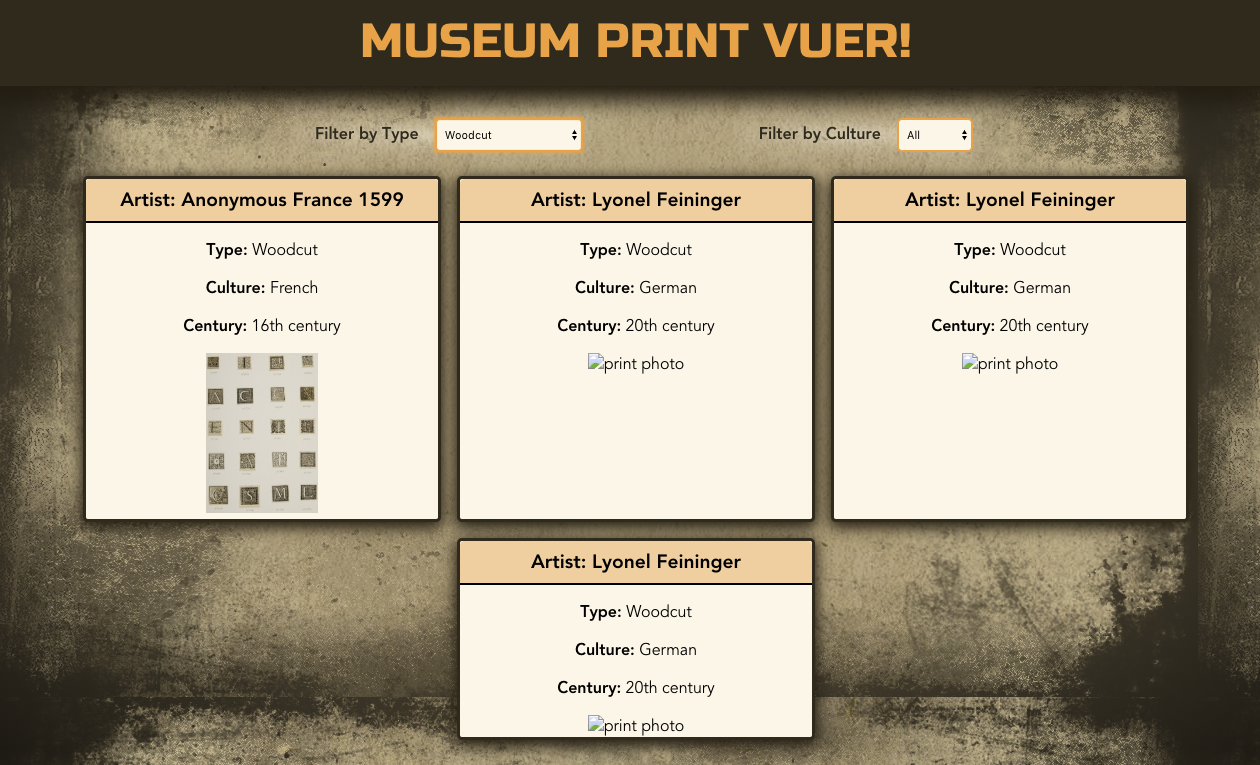 MUSEUM PRINT VUER!
Filter by Type Woodcut Filter by Culture All
Artist: Anonymous France 1599
Type: Woodcut
Culture: French
Century: 16th century
A C
E N
C S M L
Artist: Lyonel Feininger
Type: Woodcut
Culture: German
Century: 20th century
print photo
Artist: Lyonel Feininger
Type: Woodcut
Culture: German
Century: 20th century
print photo
Artist: Lyonel Feininger
Type: Woodcut
Culture: German
Century: 20th century
print photo